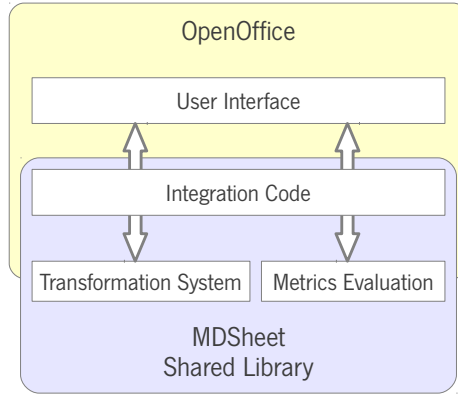 OpenOffice
User Interface
Integration Code
Transformation System
Metrics Evaluation
MDSheet
Shared Library